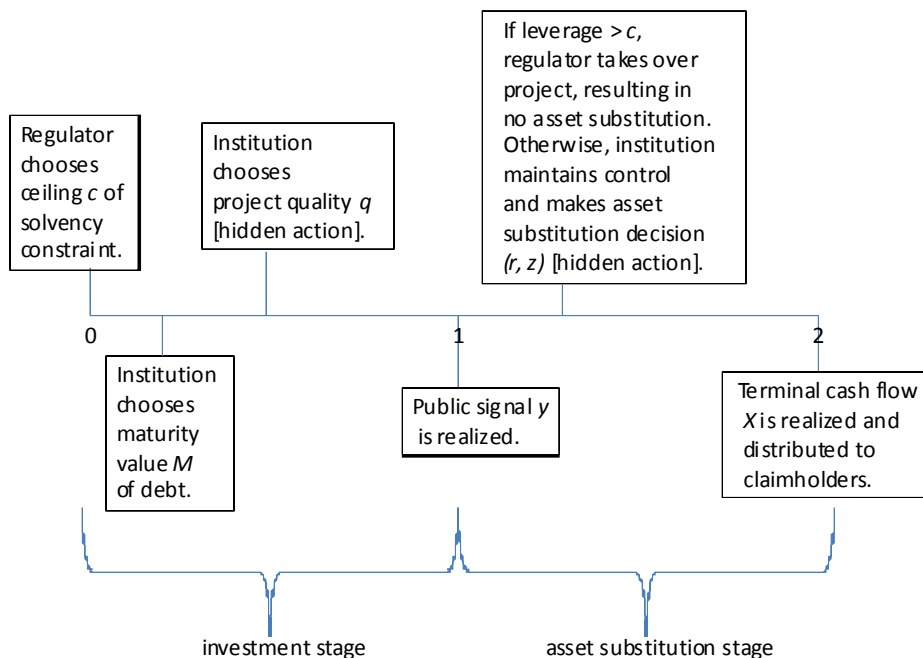 Regulator
chooses
ceiling c of
solvency
constraint.
Institution
chooses
project quality q
[hidden action].
If leverage > c,
regulator takes over
project, resulting in
no asset substitution.
Otherwise, institution
maintains control
and makes asset
substitution decision
(r, z) [hidden action].
0
1
2
Institution
chooses
maturity
value M
of debt.
Public signal y
is realized.
Terminal cash flow
X is realized and
distributed to
claimholders.
investment stage
asset substitution stage